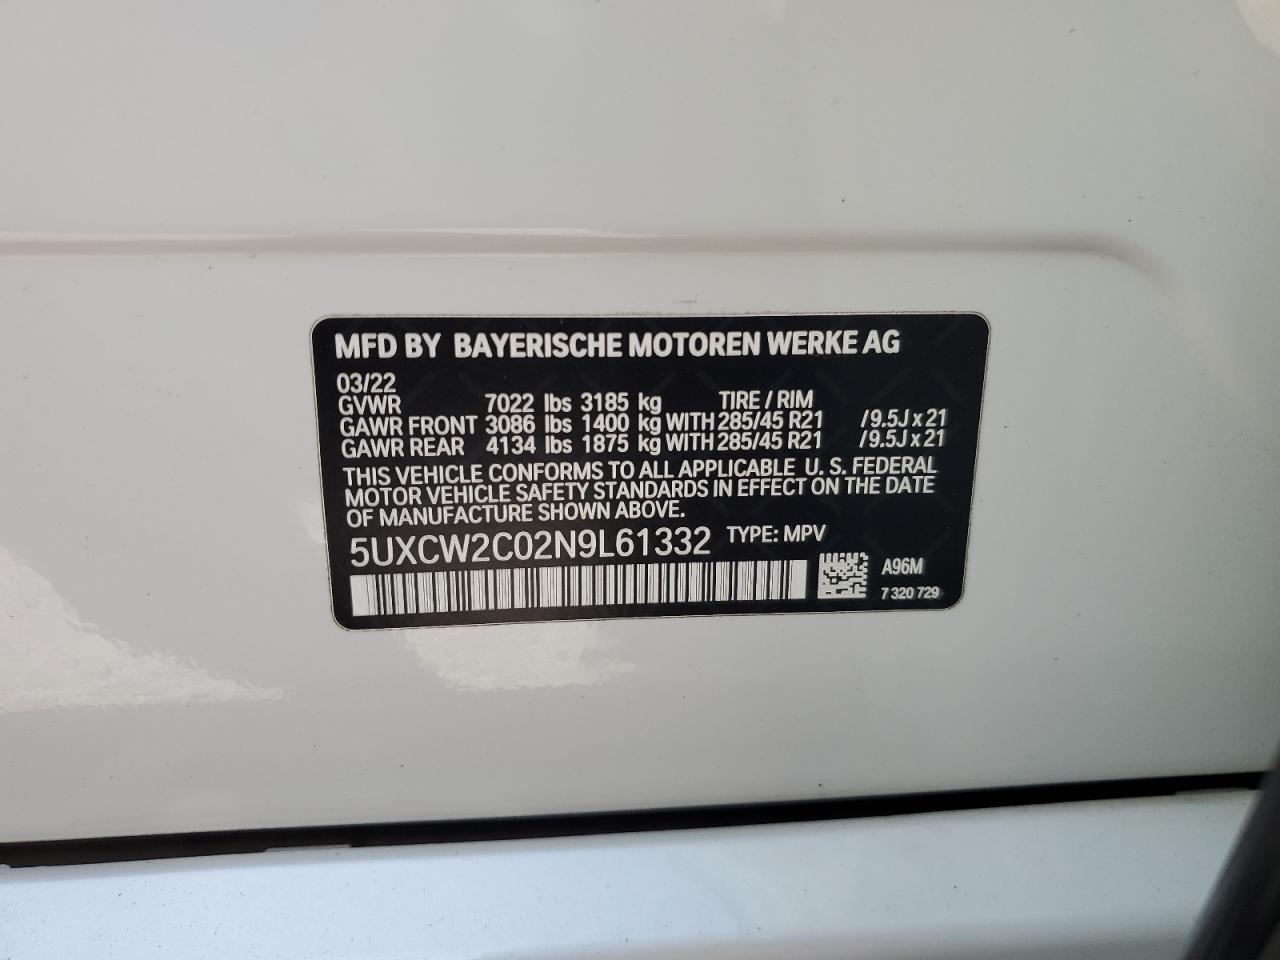 MFD BY BAYERISCHE MOTOREN WERKE AG
03/22
GVWR 7022 lbs 3185 kg TIRE / RIM
GAWR FRONT 3086 lbs 1400 kg WITH 285/45 R21 /9.5J x 21
GAWR REAR 4134 lbs 1875 kg WITH 285/45 R21 /9.5J x 21
THIS VEHICLE CONFORMS TO ALL APPLICABLE U. S. FEDERAL
MOTOR VEHICLE SAFETY STANDARDS IN EFFECT ON THE DATE
OF MANUFACTURE SHOWN ABOVE.
5UXCW2C02N9L61332 TYPE: MPV
A96M
7 320 729